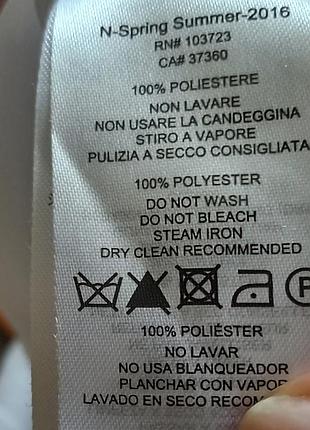 N-Spring Summer-2016
RN# 103723
CA# 37360
100% POLIESTERE
NON LAVARE
NON USARE LA CANDEGGINA
STIRO A VAPORE
PULIZIA A SECCO CONSIGLIATA
100% POLYESTER
DO NOT WASH
DO NOT BLEACH
STEAM IRON
DRY CLEAN RECOMMENDED
P
100% POLIÉSTER
NO LAVAR
NO USA BLANQUEADOR
PLANCHAR CON VAPOR
LAVADO EN SECO